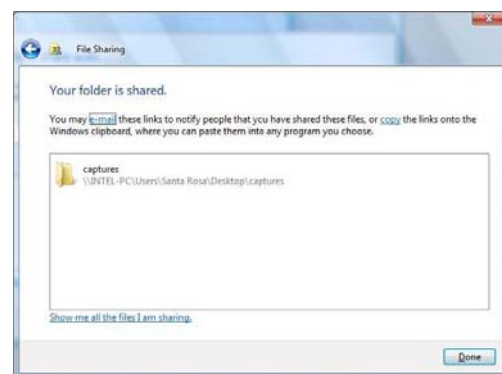 File Sharing
Your folder is shared.
You may e-mail these links to notify people that you have shared these files, or copy the links onto the
Windows clipboard, where you can paste them into any program you choose.
captures
\\INTEL-PC\Users\Santa Rosa\Desktop\captures
Show me all the files I am sharing.
Done